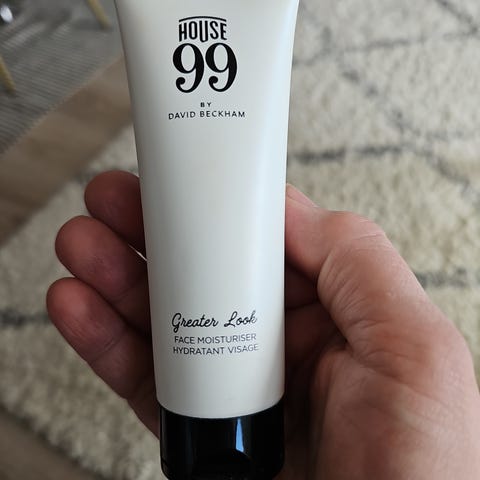 HOUSE
99
BY
DAVID BECKHAM
Greater Look
FACE MOISTURISER
HYDRATANT VISAGE